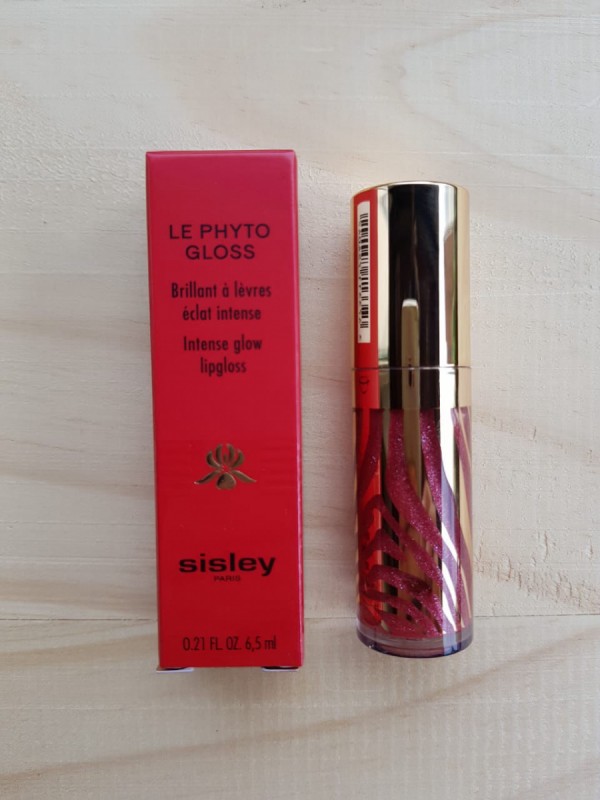 LE PHYTO
GLOSS
Brillant à lèvres
éclat intense
Intense glow
lipgloss
sisley
PARIS
0.21 FL. OZ. 6,5 ml